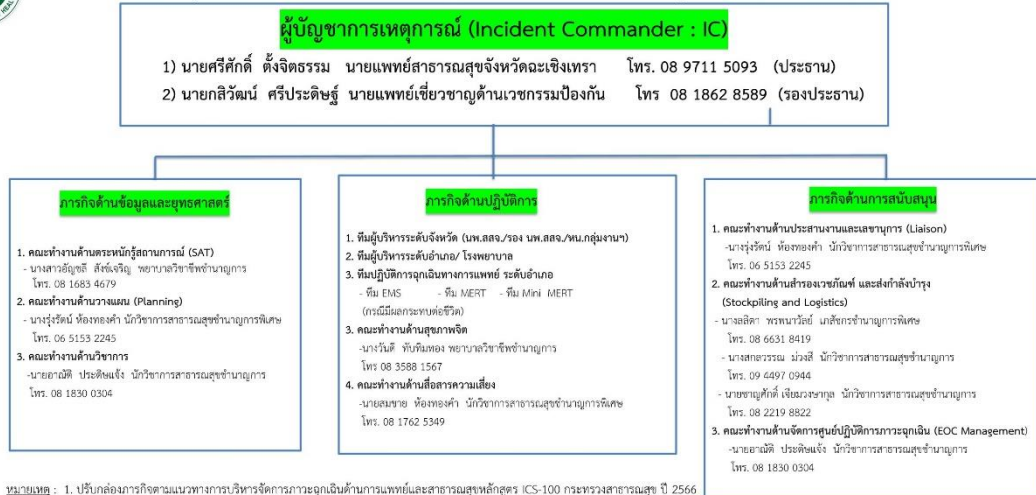 HEAL
ผู้บัญชาการเหตุการณ์ (Incident Commander : IC)
1) นายศรีศักดิ์ ตั้งจิตธรรม นายแพทย์สาธารณสุขจังหวัดฉะเชิงเทรา โทร. 08 9711 5093 (ประธาน)
2) นายกสิวัฒน์ ศรีประดิษฐ์ นายแพทย์เชี่ยวชาญด้านเวชกรรมป้องกัน โทร 08 1862 8589 (รองประธาน)
ภารกิจด้านข้อมูลและยุทธศาสตร์
1. คณะทำงานด้านตระหนักรู้สถานการณ์ (SAT)
- นางสาวอัญชลี สังข์เจริญ พยาบาลวิชาชีพชำนาญการ
โทร. 08 1683 4679
2. คณะทำงานด้านวางแผน (Planning)
-นางรุ่งรัตน์ ห้องทองคำ นักวิชาการสาธารณสุขชำนาญการพิเศษ
โทร. 06 5153 2245
3. คณะทำงานด้านวิชาการ
-นายอาณัติ ประดิษแจ้ง นักวิชาการสาธารณสุขชำนาญการ
โทร. 08 1830 0304
ภารกิจด้านปฏิบัติการ
1. ทีมผู้บริหารระดับจังหวัด (นพ.สสจ./รอง นพ.สสจ./หน.กลุ่มงานฯ)
2. ทีมผู้บริหารระดับอำเภอ/ โรงพยาบาล
3. ทีมปฏิบัติการฉุกเฉินทางการแพทย์ ระดับอำเภอ
- ทีม EMS - ทีม MERT - ทีม Mini MERT
(กรณีมีผลกระทบต่อชีวิต)
3. คณะทำงานด้านสุขภาพจิต
-นางวันดี ทับทิมทอง พยาบาลวิชาชีพชำนาญการ
โทร 08 3588 1567
4. คณะทำงานด้านสื่อสารความเสี่ยง
-นายสมชาย ห้องทองคำ นักวิชาการสาธารณสุขชำนาญการพิเศษ
โทร. 08 1762 5349
ภารกิจด้านการสนับสนุน
1. คณะทำงานด้านประสานงานและเลขานุการ (Liaison)
-นางรุ่งรัตน์ ห้องทองคำ นักวิชาการสาธารณสุขชำนาญการพิเศษ
โทร. 06 5153 2245
2. คณะทำงานด้านสำรองเวชภัณฑ์ และส่งกำลังบำรุง
(Stockpiling and Logistics)
- นางลลิตา พรพนาวัลย์ เภสัชกรชำนาญการพิเศษ
โทร. 08 6631 8419
- นางสกลวรรณ ม่วงสี นักวิชาการสาธารณสุขชำนาญการ
โทร. 09 4497 0944
- นายชาญศักดิ์ เจียมวงษากุล นักวิชาการสาธารณสุขชำนาญการ
โทร. 08 2219 8822
3. คณะทำงานด้านจัดการศูนย์ปฏิบัติการภาวะฉุกเฉิน (EOC Management)
-นายอาณัติ ประดิษแจ้ง นักวิชาการสาธารณสุขชำนาญการ
โทร. 08 1830 0304
หมายเหตุ : 1. ปรับกล่องภารกิจตามแนวทางการบริหารจัดการภาวะฉุกเฉินด้านการแพทย์และสาธารณสุขหลักสูตร ICS-100 กระทรวงสาธารณสุข ปี 2566